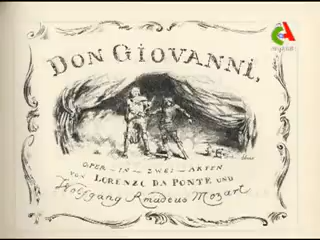 DON GIOVANNI,
OPER - IN - ZWEI - AKTEN
VON LORENZO DA PONTE UND
Wolfgang Amadeus Mozart